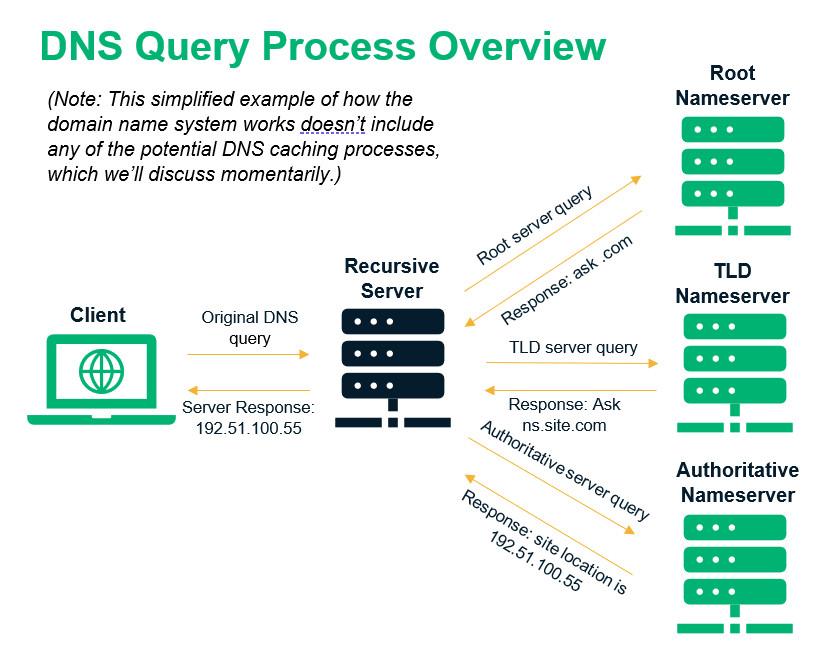 DNS Query Process Overview
(Note: This simplified example of how the
domain name system works doesn't include
any of the potential DNS caching processes,
which we'll discuss momentarily.)
Root
Nameserver
Root server query
Response: ask .com
Recursive
Server
TLD
Nameserver
Client
Original DNS
query
TLD server query
Server Response:
192.51.100.55
Response: Ask
ns.site.com
Authoritative server query
Authoritative
Nameserver
Response: site location is
192.51.100.55